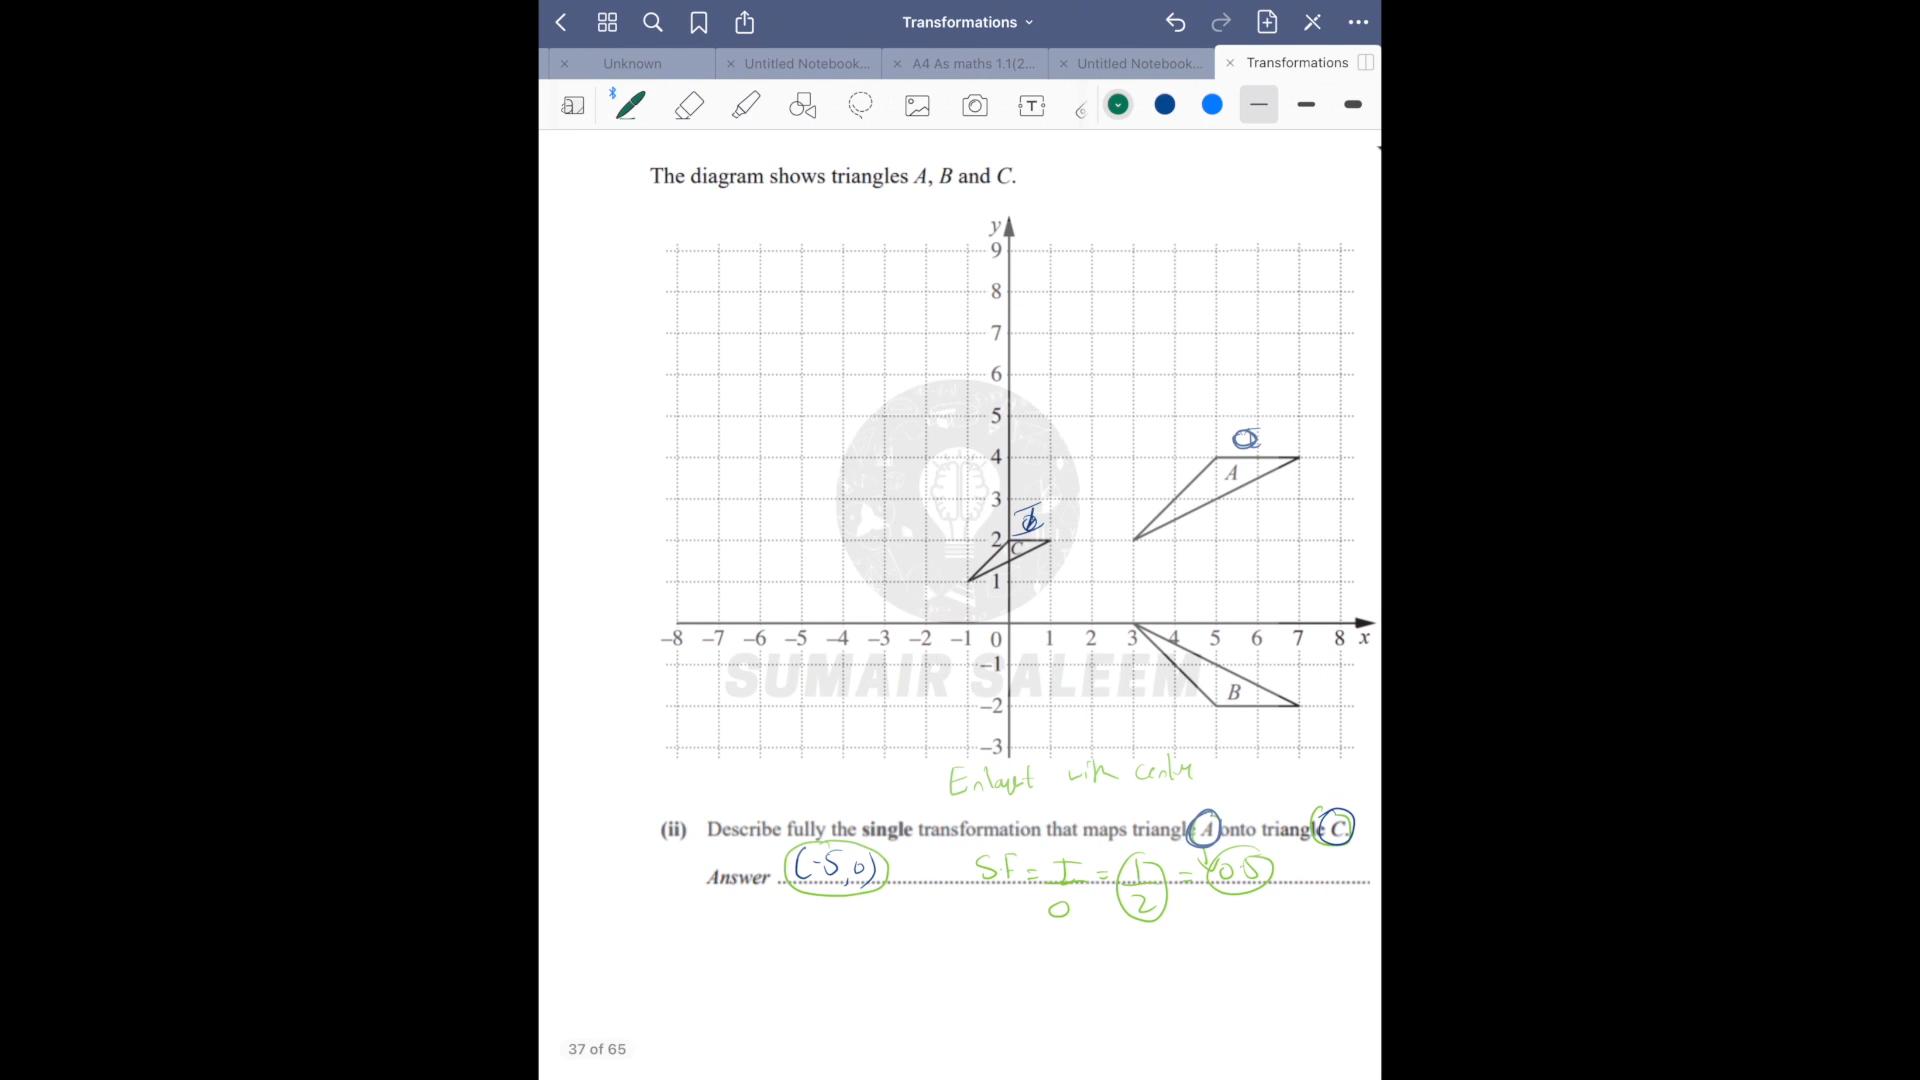 Transformations
Unknown
Untitled Notebook...
A4 As maths 1.1(2...
Untitled Notebook...
Transformations
a
T
The diagram shows triangles A, B and C.
y
9
8
7
6
5
4
3
2
1
A
C
B
-8 -7 -6 -5 -4 -3 -2 -1 0 1 2 3 4 5 6 7 8 x
-1
-2
-3
SUMAIR SALEEM
with centre
(ii) Describe fully the single transformation that maps triangle A onto triangle C.
Answer (-5,0) S.F = I/O = 1/2 = 0.5
37 of 65